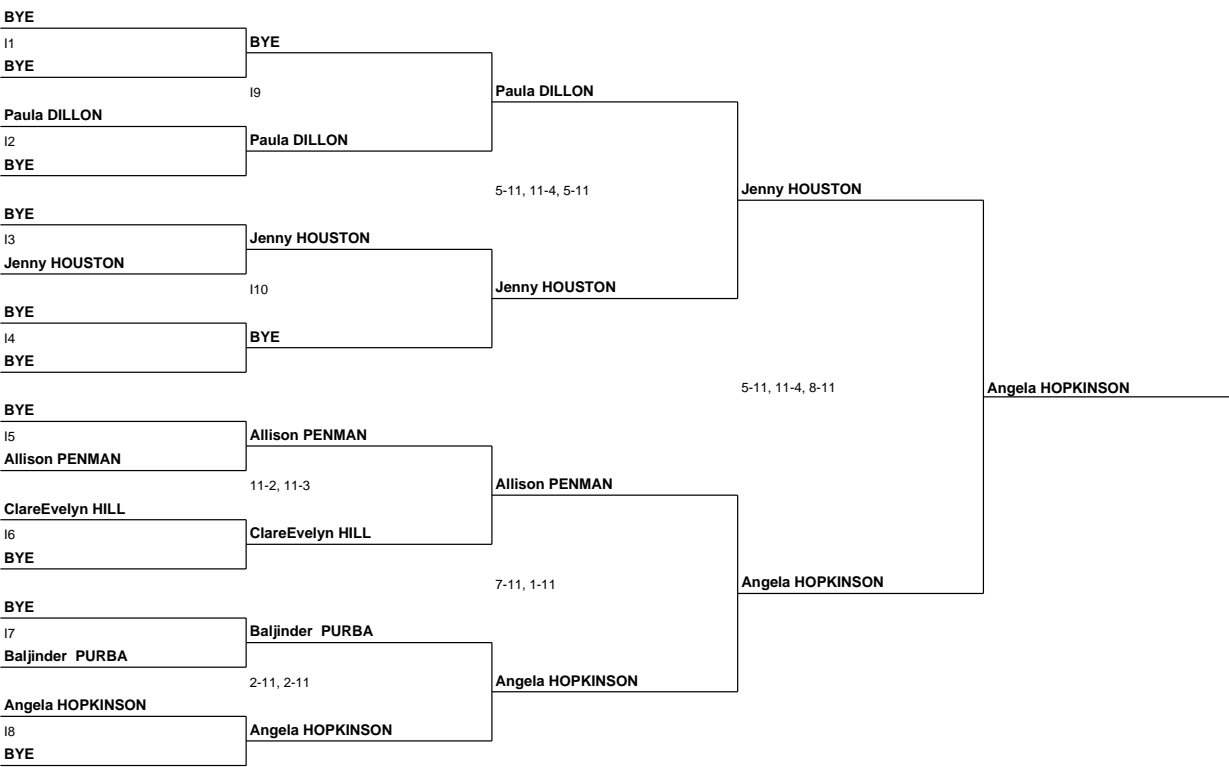 BYE
I1
BYE
BYE
I9
Paula DILLON
Paula DILLON
I2
Paula DILLON
BYE
5-11, 11-4, 5-11
Jenny HOUSTON
BYE
I3
Jenny HOUSTON
Jenny HOUSTON
I10
Jenny HOUSTON
BYE
I4
BYE
BYE
5-11, 11-4, 8-11
Angela HOPKINSON
BYE
I5
Allison PENMAN
Allison PENMAN
11-2, 11-3
Allison PENMAN
ClareEvelyn HILL
I6
ClareEvelyn HILL
BYE
7-11, 1-11
Angela HOPKINSON
BYE
I7
Baljinder PURBA
Baljinder PURBA
2-11, 2-11
Angela HOPKINSON
Angela HOPKINSON
I8
Angela HOPKINSON
BYE